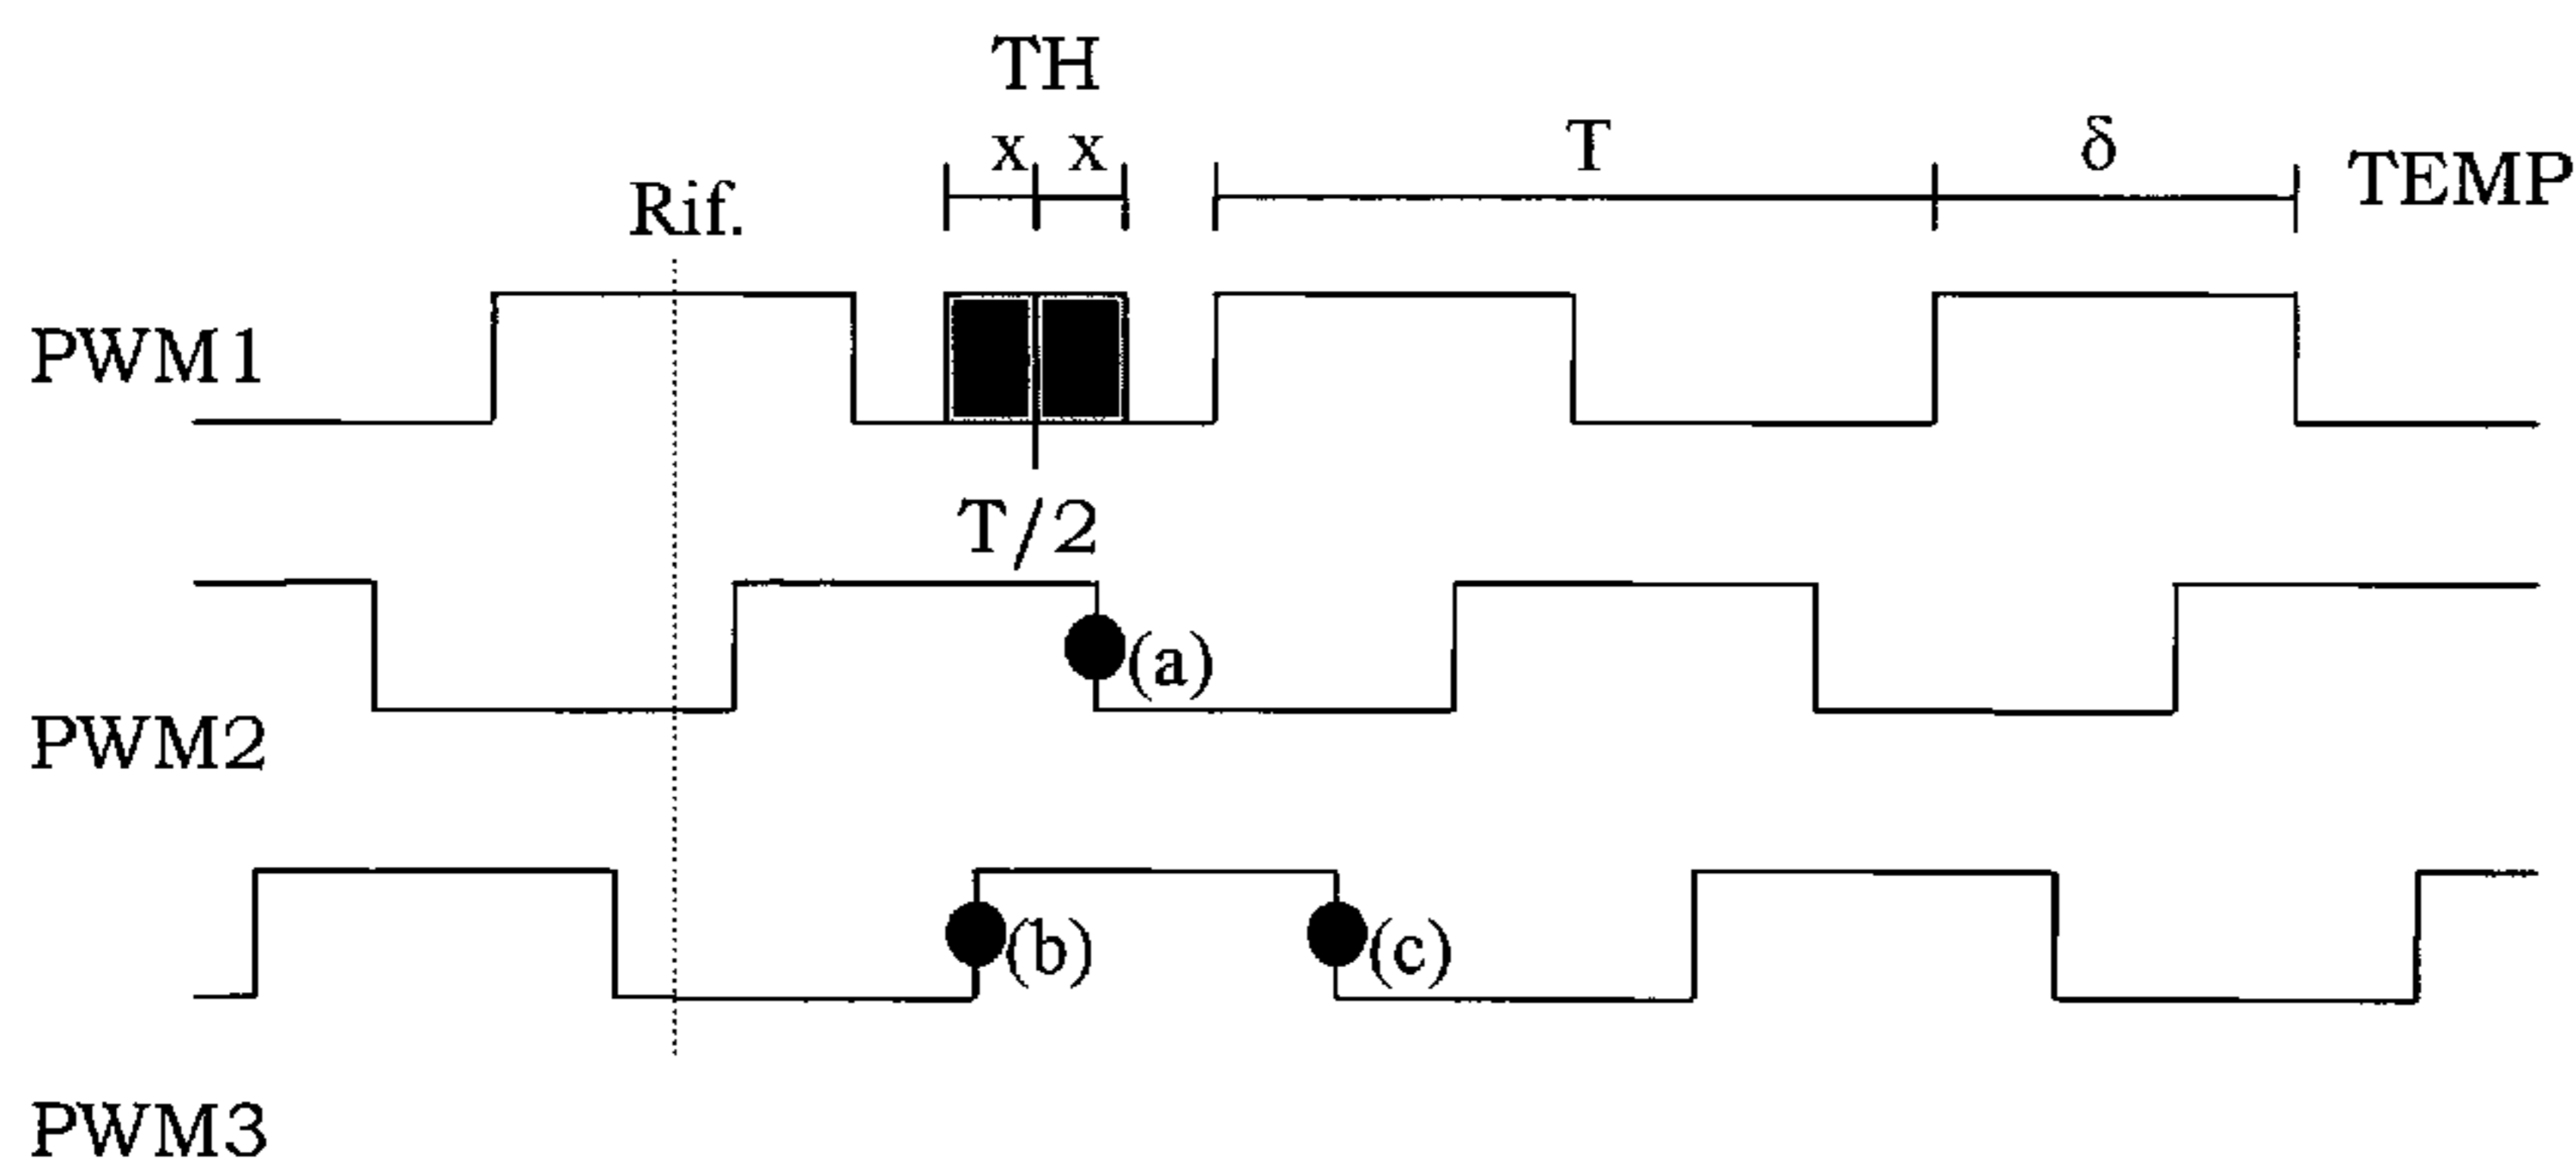 TH
x x
T
δ
TEMP
Rif.
PWM1
T/2
(a)
PWM2
(b)
(c)
PWM3